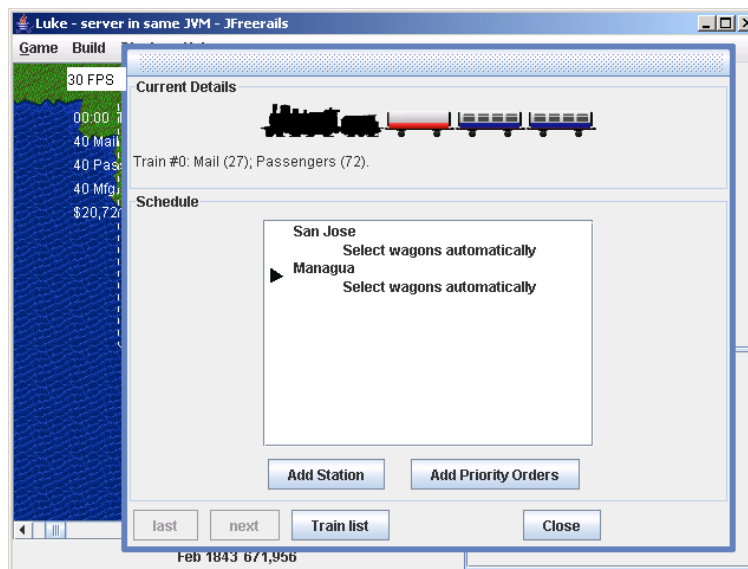 Luke - server in same JVM - JFreerails
Game Build
30 FPS
Current Details
00:00
40 Mail
40 Pas
40 Mfg.
$20,72
Train #0: Mail (27); Passengers (72).
Schedule
San Jose
Select wagons automatically
Managua
Select wagons automatically
Add Station Add Priority Orders
last next Train list Close
Feb 1843 671,956